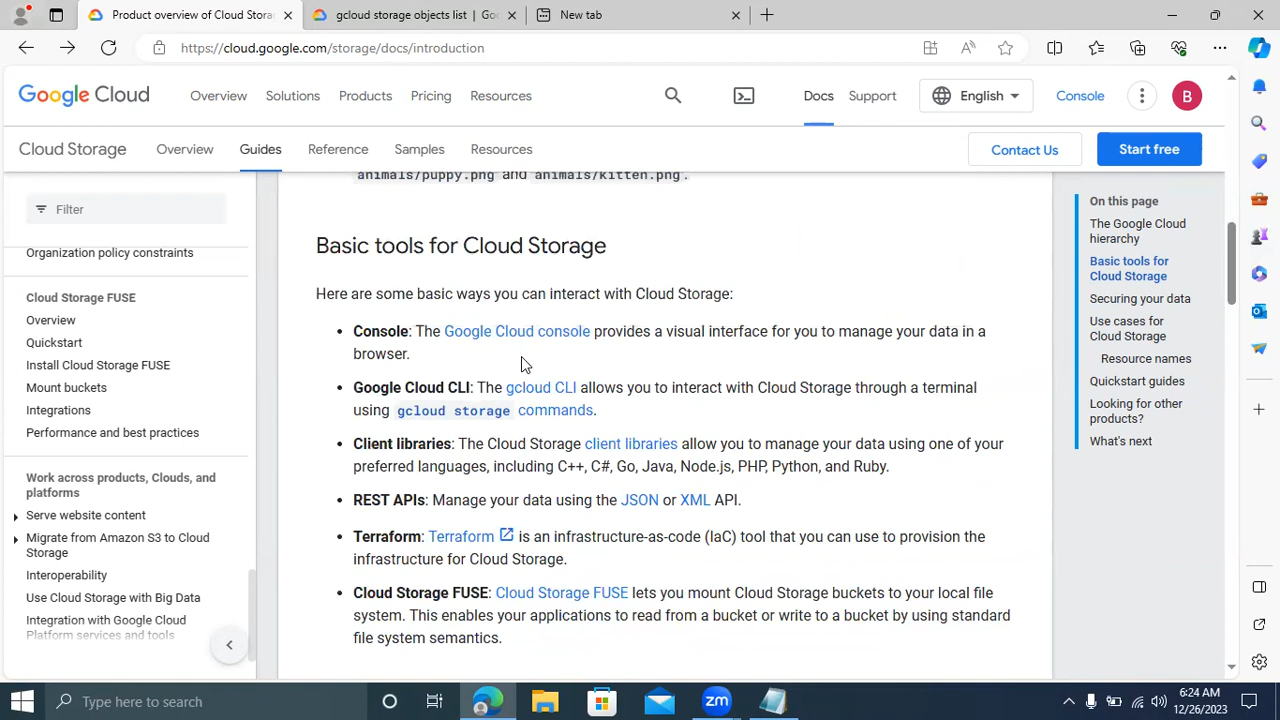 Product overview of Cloud Stora
gcloud storage objects list | Goo
New tab
https://cloud.google.com/storage/docs/introduction
Google Cloud
Overview
Solutions
Products
Pricing
Resources
Docs
Support
English
Console
B
Cloud Storage
Overview
Guides
Reference
Samples
Resources
Contact Us
Start free
Filter
Organization policy constraints
Cloud Storage FUSE
Overview
Quickstart
Install Cloud Storage FUSE
Mount buckets
Integrations
Performance and best practices
Work across products, Clouds, and
platforms
Serve website content
Migrate from Amazon S3 to Cloud
Storage
Interoperability
Use Cloud Storage with Big Data
Integration with Google Cloud
Platform services and tools
animals/puppy.png and animals/kitten.png.
Basic tools for Cloud Storage
Here are some basic ways you can interact with Cloud Storage:
• Console: The Google Cloud console provides a visual interface for you to manage your data in a
browser.
• Google Cloud CLI: The gcloud CLI allows you to interact with Cloud Storage through a terminal
using gcloud storage commands.
• Client libraries: The Cloud Storage client libraries allow you to manage your data using one of your
preferred languages, including C++, C#, Go, Java, Node.js, PHP, Python, and Ruby.
• REST APIs: Manage your data using the JSON or XML API.
• Terraform: Terraform is an infrastructure-as-code (IaC) tool that you can use to provision the
infrastructure for Cloud Storage.
• Cloud Storage FUSE: Cloud Storage FUSE lets you mount Cloud Storage buckets to your local file
system. This enables your applications to read from a bucket or write to a bucket by using standard
file system semantics.
On this page
The Google Cloud
hierarchy
Basic tools for
Cloud Storage
Securing your data
Use cases for
Cloud Storage
Resource names
Quickstart guides
Looking for other
products?
What's next
Type here to search
zm
6:24 AM
12/26/2023